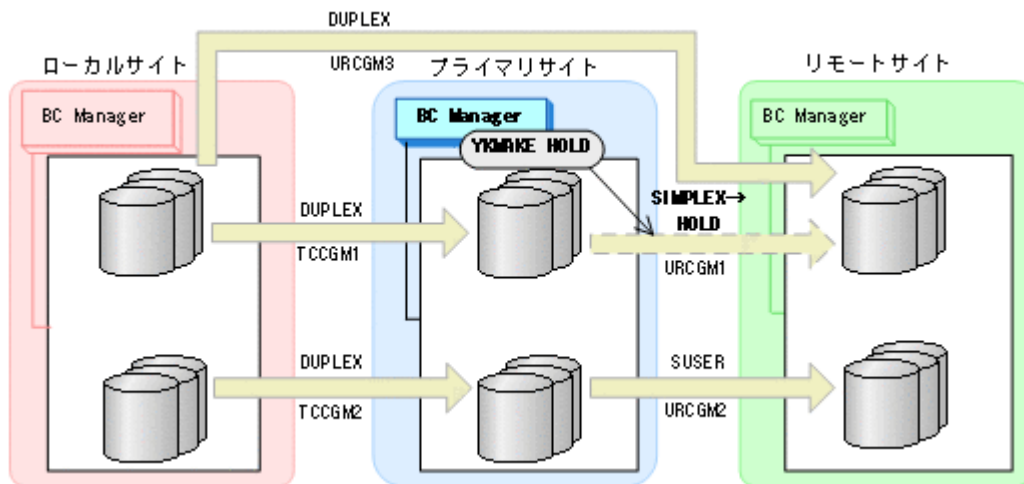 DUPLEX
URCGM3
ローカルサイト
プライマリサイト
リモートサイト
BC Manager
BC Manager
BC Manager
YKMAKE HOLD
DUPLEX
TCCGM1
SIMPLEX→
HOLD
URCGM1
DUPLEX
TCCGM2
SUSER
URCGM2